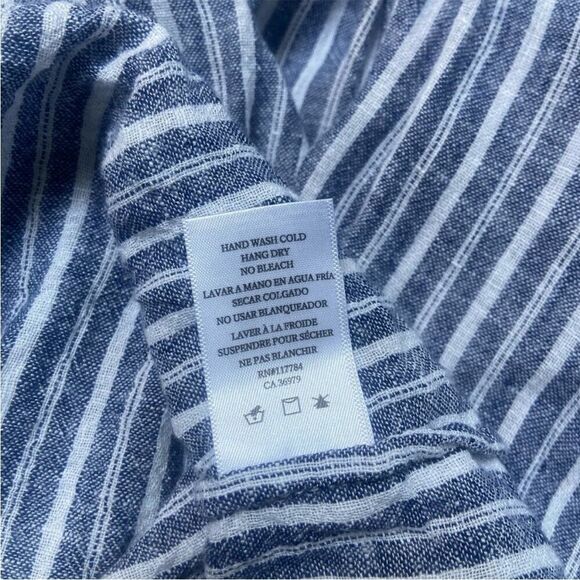 HAND WASH COLD
HANG DRY
NO BLEACH
LAVAR A MANO EN AGUA FRÍA
SECAR COLGADO
NO USAR BLANQUEADOR
LAVER À LA FROIDE
SUSPENDRE POUR SÉCHER
NE PAS BLANCHIR
RN#117784
CA 36979